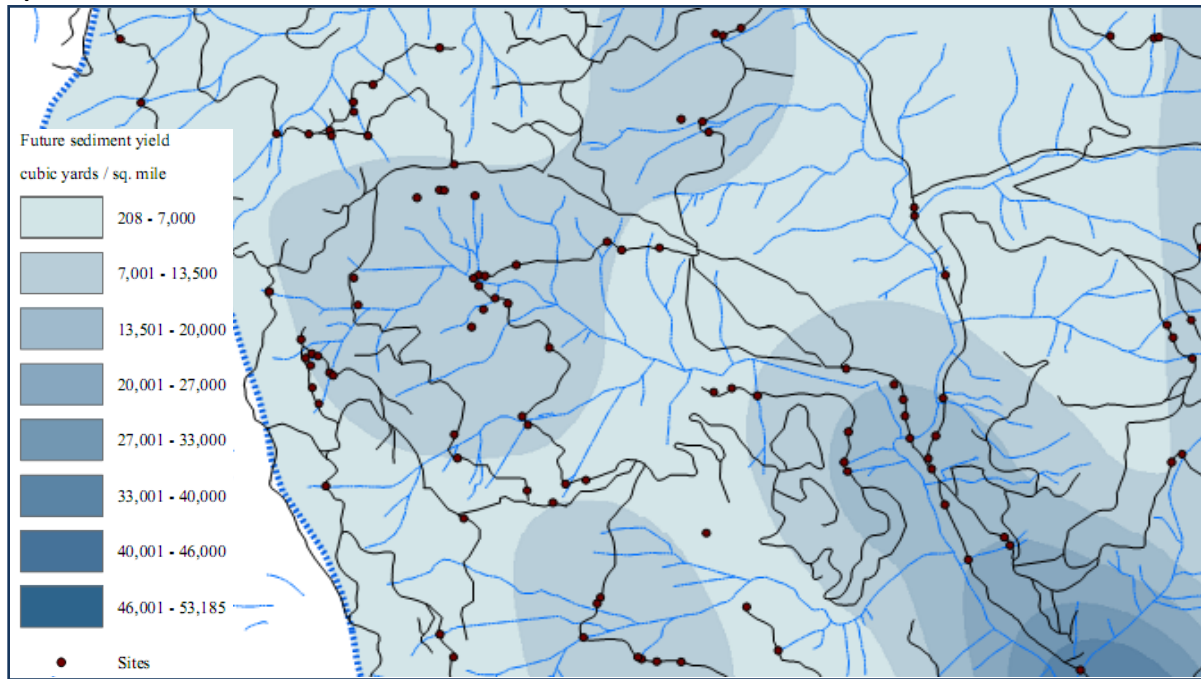 Future sediment yield
cubic yards / sq. mile
208 - 7,000
7,001 - 13,500
13,501 - 20,000
20,001 - 27,000
27,001 - 33,000
33,001 - 40,000
40,001 - 46,000
46,001 - 53,185
Sites